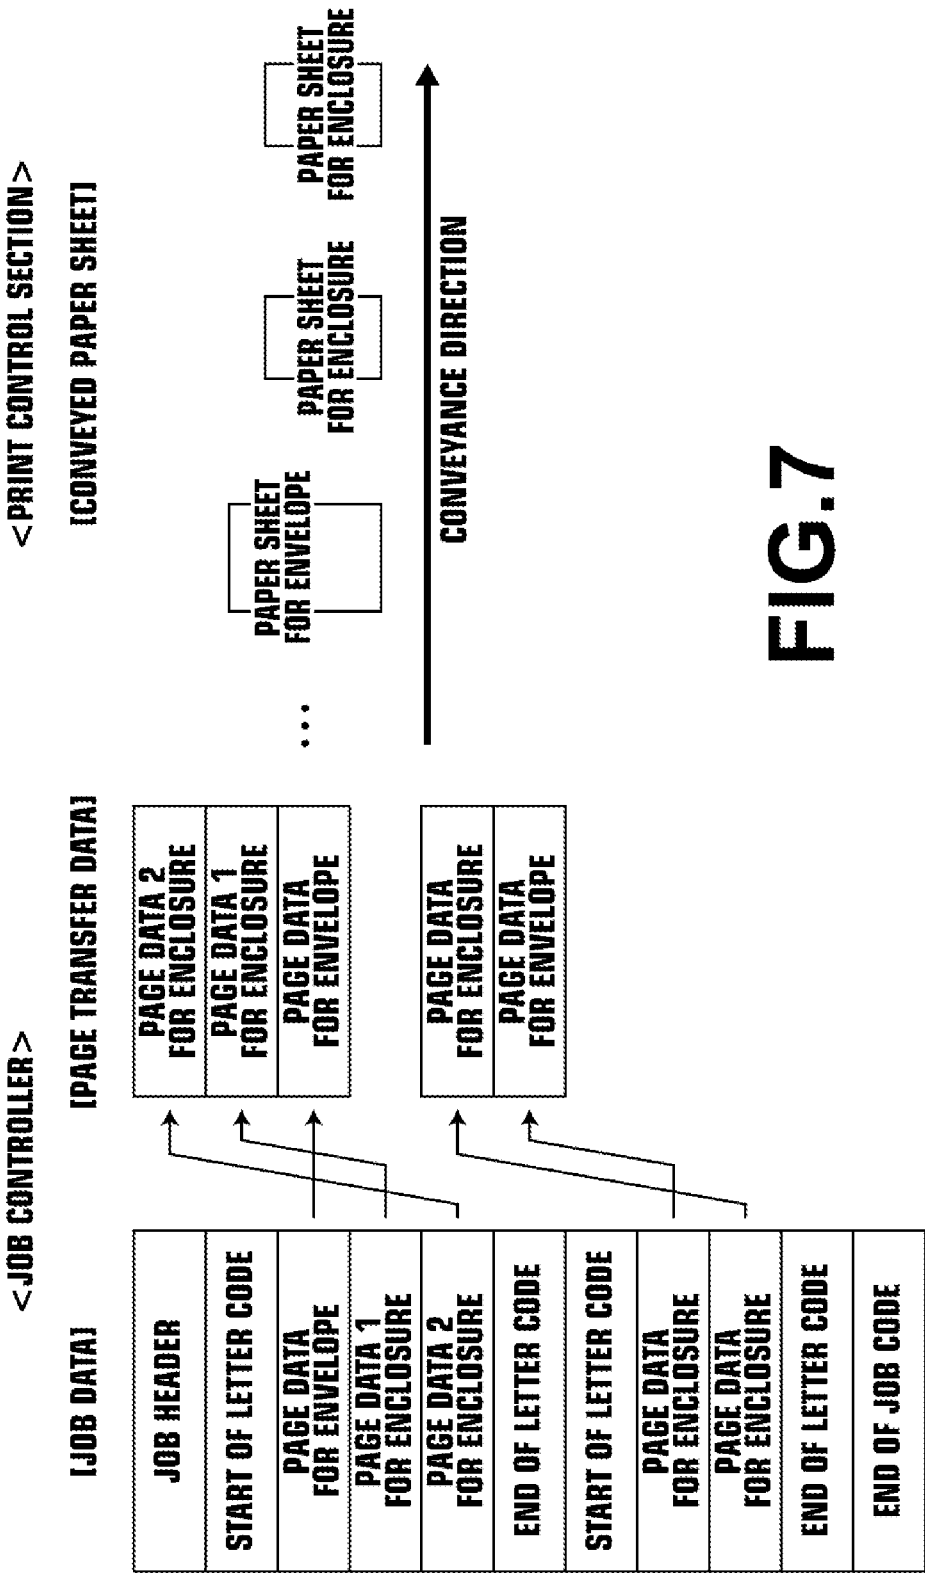 <JOB CONTROLLER>
[JOB DATA]
JOB HEADER
START OF LETTER CODE
PAGE DATA
FOR ENVELOPE
PAGE DATA 1
FOR ENCLOSURE
PAGE DATA 2
FOR ENCLOSURE
END OF LETTER CODE
START OF LETTER CODE
PAGE DATA
FOR ENCLOSURE
PAGE DATA
FOR ENCLOSURE
END OF LETTER CODE
END OF JOB CODE
[PAGE TRANSFER DATA]
PAGE DATA 2
FOR ENCLOSURE
PAGE DATA 1
FOR ENCLOSURE
PAGE DATA
FOR ENVELOPE
PAGE DATA
FOR ENCLOSURE
PAGE DATA
FOR ENVELOPE
<PRINT CONTROL SECTION>
[CONVEYED PAPER SHEET]
...
PAPER SHEET
FOR ENVELOPE
PAPER SHEET
FOR ENCLOSURE
PAPER SHEET
FOR ENCLOSURE
CONVEYANCE DIRECTION
FIG.7